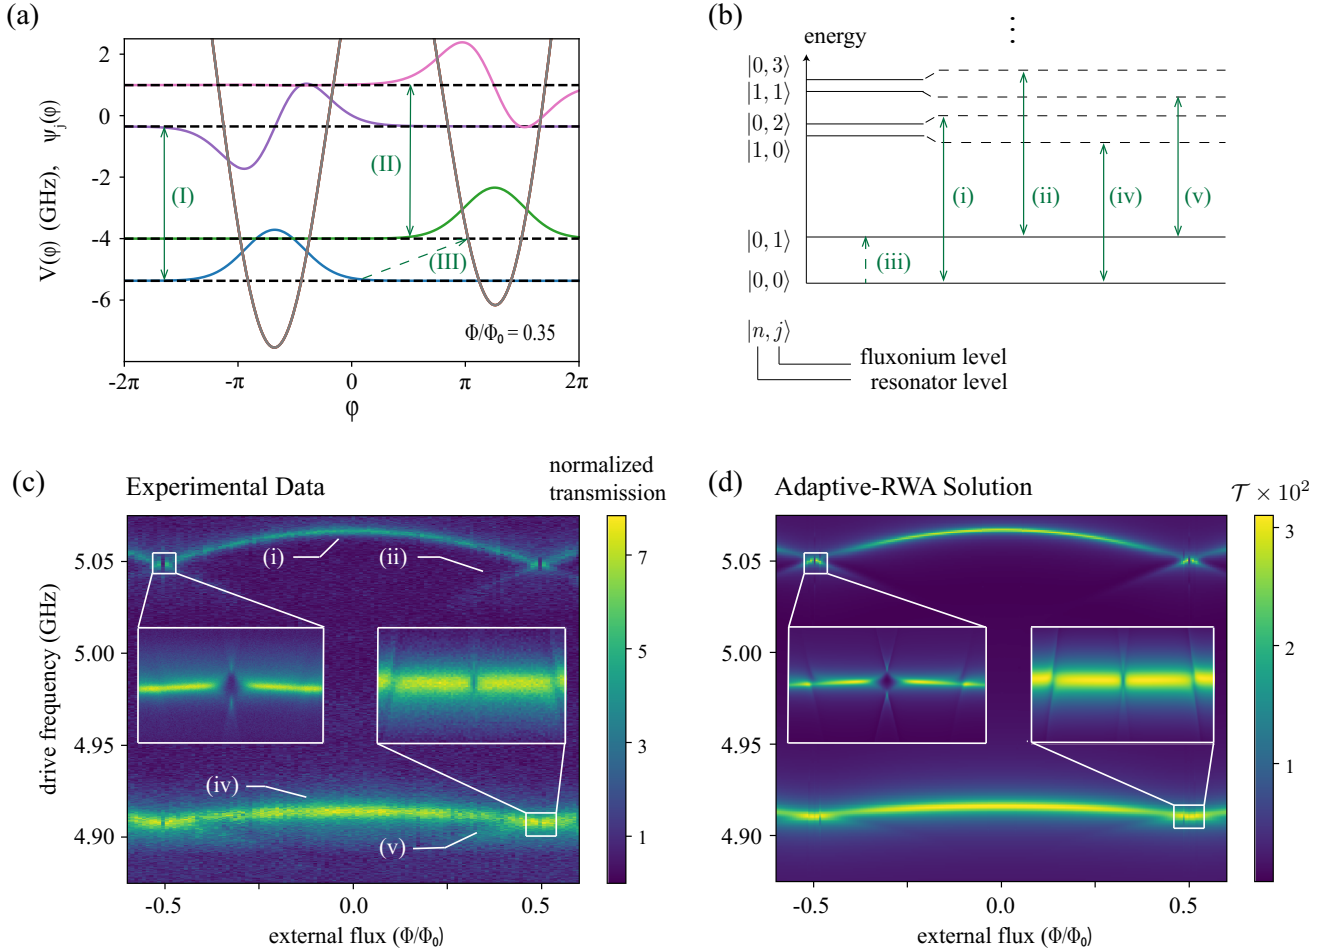 (a)
V(φ) (GHz), ψj(φ)
2
0
-2
-4
-6
(I)
(II)
(III)
Φ/Φ₀ = 0.35
-2π
-π
0
π
2π
φ
(b)
energy
|0, 3⟩
|1, 1⟩
|0, 2⟩
|1, 0⟩
|0, 1⟩
|0, 0⟩
(i)
(ii)
(iii)
(iv)
(v)
|n, j⟩
fluxonium level
resonator level
(c)
Experimental Data
normalized
transmission
drive frequency (GHz)
5.05
5.00
4.95
4.90
(i)
(ii)
(iv)
(v)
-0.5
0.0
0.5
external flux (Φ/Φ₀)
7
5
3
1
(d)
Adaptive-RWA Solution
𝒯 × 10²
5.05
5.00
4.95
4.90
-0.5
0.0
0.5
external flux (Φ/Φ₀)
3
2
1